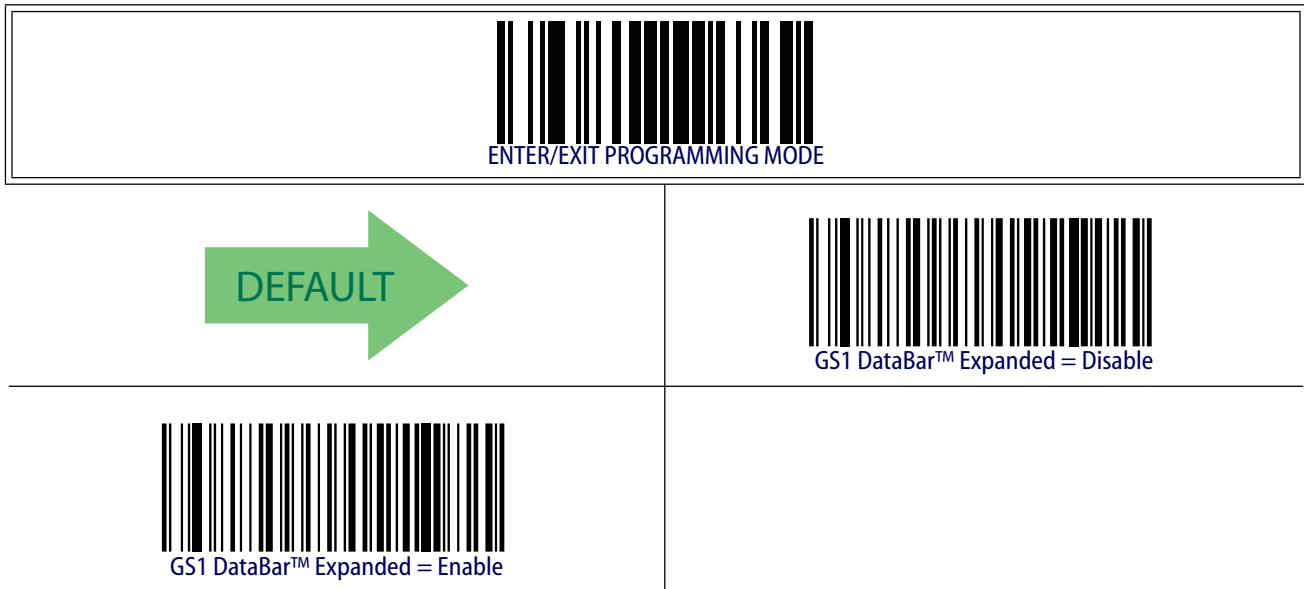 ENTER/EXIT PROGRAMMING MODE
DEFAULT
GS1 DataBar™ Expanded = Disable
GS1 DataBar™ Expanded = Enable